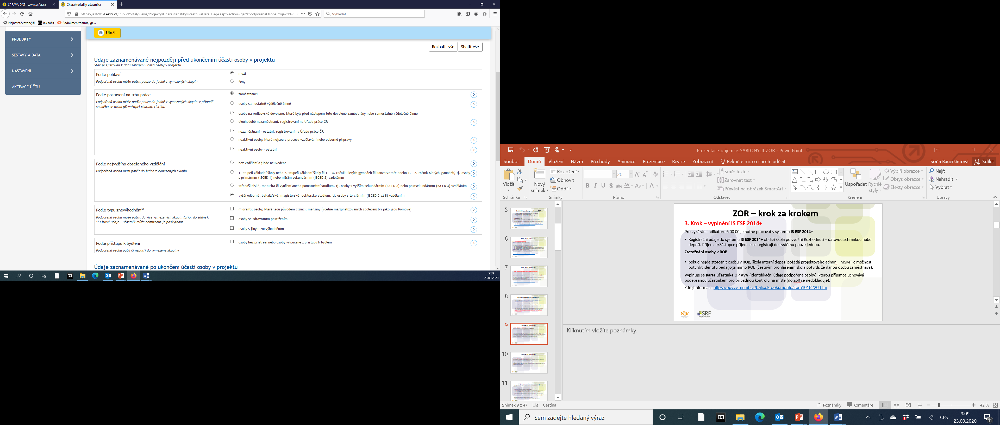 SPRÁVA DAT - www.esfcr.cz
Charakteristiky účastníka
https://esf2014.esfcr.cz/PublicPortal/Views/Projekty/CharakteristikyUcastnikaDetailPage.aspx?action=get&podporenaOsobaProjektId=98
Vyhledat
Nejnavštěvovanější
Jak začít
Rodokmen zdarma, ge...
PRODUKTY
SESTAVY A DATA
NASTAVENÍ
AKTIVACE ÚČTU
Uložit
Rozbalit vše
Sbalit vše
Údaje zaznamenávané nejpozději před ukončením účasti osoby v projektu
Stav je zjišťován k datu zahájení účasti osoby v projektu.
Podle pohlaví
Podpořená osoba může patřit pouze do jedné z vymezených skupin.
muži
ženy
Podle postavení na trhu práce
Podpořená osoba může patřit pouze do jedné z vymezených skupin.V případě
souběhu se uvádí převažující charakteristika.
zaměstnanci
osoby samostatně výdělečně činné
osoby na rodičovské dovolené, které byly před nástupem této dovolené zaměstnány nebo samostatně výdělečně činné
dlouhodobě nezaměstnaní, registrovaní na Úřadu práce ČR
nezaměstnaní - ostatní, registrovaní na Úřadu práce ČR
neaktivní osoby, které nejsou v procesu vzdělávání nebo odborné přípravy
neaktivní osoby - ostatní
Podle nejvyššího dosaženého vzdělání
Podpořená osoba musí patřit do jedné z vymezených skupin.
bez vzdělání a jinde neuvedené
1. stupeň základní školy nebo 2. stupeň základní školy či 1. - 4. ročník 8letých gymnázií či konzervatoře anebo 1. - 2. ročník 6letých gymnázií, tj. osoby
s primárním (ISCED 1) nebo nižším sekundárním (ISCED 2) vzděláním
středoškolské, maturita či vyučení anebo pomaturitní studium, tj. osoby s vyšším sekundárním (ISCED 3) nebo postsekundárním (ISCED 4) vzděláním
vyšší odborné, bakalářské, magisterské, doktorské studium, tj. osoby s terciárním (ISCED 5 až 8) vzděláním
Podle typu znevýhodnění**
Podpořená osoba může patřit do více vymezených skupin (příp. do žádné).
** Citlivé údaje - účastník může odmítnout je poskytnout.
migranti; osoby, které jsou původem cizinci; menšiny (včetně marginalizovaných společenství jako jsou Romové)
osoby se zdravotním postižením
osoby s jiným znevýhodněním
Podle přístupu k bydlení
Podpořená osoba patří či nepatří do vymezené skupiny.
osoby bez přístřeší nebo osoby vyloučené z přístupu k bydlení
Údaje zaznamenávané po ukončení účasti osoby v projektu
9:09
23.09.2020
Prezentace_prijemce_ŠABLONY_II_ZOR - PowerPoint
Soubor
Domů
Vložení
Návrh
Přechody
Animace
Prezentace
Revize
Zobrazení
Řekněte mi, co chcete udělat...
Soňa Baueršímová
Sdílet
Vložit
Schránka
Nový
snímek
Rozložení
Obnovit
Oddíl
Snímky
20
Písmo
Směr textu
Zarovnat text
Převést na obrázek SmartArt
Odstavec
Uspořádat
Rychlé
styly
Výplň obrazce
Obrys obrazce
Efekty obrazce
Kreslení
Najít
Nahradit
Vybrat
Úpravy
5
6
7
8
9
10
11
ZOR – krok za krokem
3. Krok – vyplnění IS ESF 2014+
Pro vykázání indikátoru 6 00 00 je nutné pracovat v systému IS ESF 2014+
• Registrační údaje do systému IS ESF 2014+ obdrží škola po vydání Rozhodnutí – datovou schránkou nebo
depeší. Příjemce/Zástupce příjemce se registrují do systému pouze jednou.
Ztotožnění osoby v ROB
• pokud nejde ztotožnit osobu v ROB, škola interní depeší požádá projektového admin. MŠMT o možnost
potvrdit identitu pedagoga mimo ROB (čestným prohlášením škola potvrdí, že danou osobu zaměstnává).
Vyplňuje se Karta účastníka OP VVV (identifikační údaje podpořené osoby), kterou příjemce uchovává
podepsanou účastníkem pro případnou kontrolu na místě (do ZoR se nedokladuje).
Zdroj informací: https://opvvv.msmt.cz/balicek-dokumentu/item1018226.htm
SRP
Kliknutím vložíte poznámky.
Snímek 9 z 47
Čeština
Poznámky
Komentáře
42 %
Sem zadejte hledaný výraz
CES
9:09
23.09.2020
11